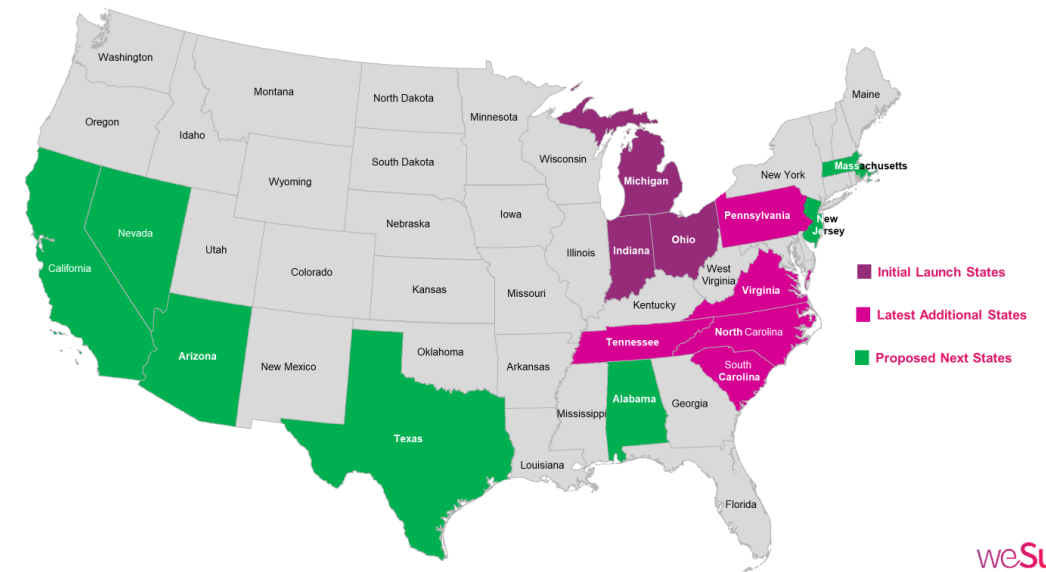 Washington
Maine
Montana
North Dakota
Minnesota
Oregon
Idaho
Wisconsin
South Dakota
Massachusetts
New York
Michigan
Wyoming
Iowa
Pennsylvania
Nebraska
New
Jersey
Nevada
Ohio
Indiana
Illinois
Utah
California
Colorado
West
Virginia
Initial Launch States
Kansas
Missouri
Virginia
Kentucky
Latest Additional States
North Carolina
Tennessee
Oklahoma
Arizona
Proposed Next States
New Mexico
Arkansas
South
Carolina
Alabama
Georgia
Mississippi
Texas
Louisiana
Florida
weSu